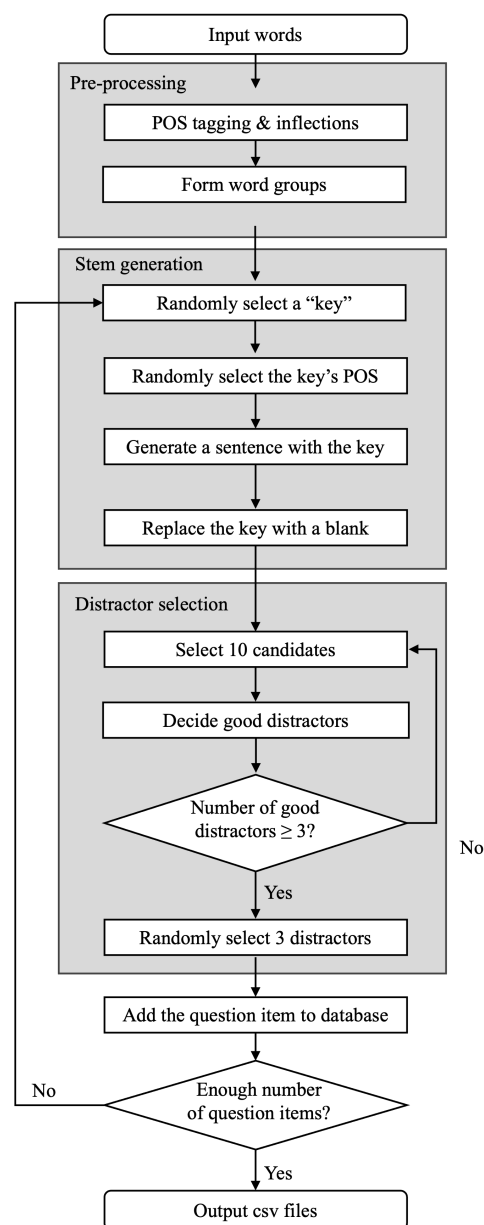 Input words
Pre-processing
POS tagging & inflections
Form word groups
Stem generation
Randomly select a “key”
Randomly select the key’s POS
Generate a sentence with the key
Replace the key with a blank
Distractor selection
Select 10 candidates
Decide good distractors
Number of good
distractors ≥ 3?
No
Yes
Randomly select 3 distractors
Add the question item to database
No
Enough number
of question items?
Yes
Output csv files